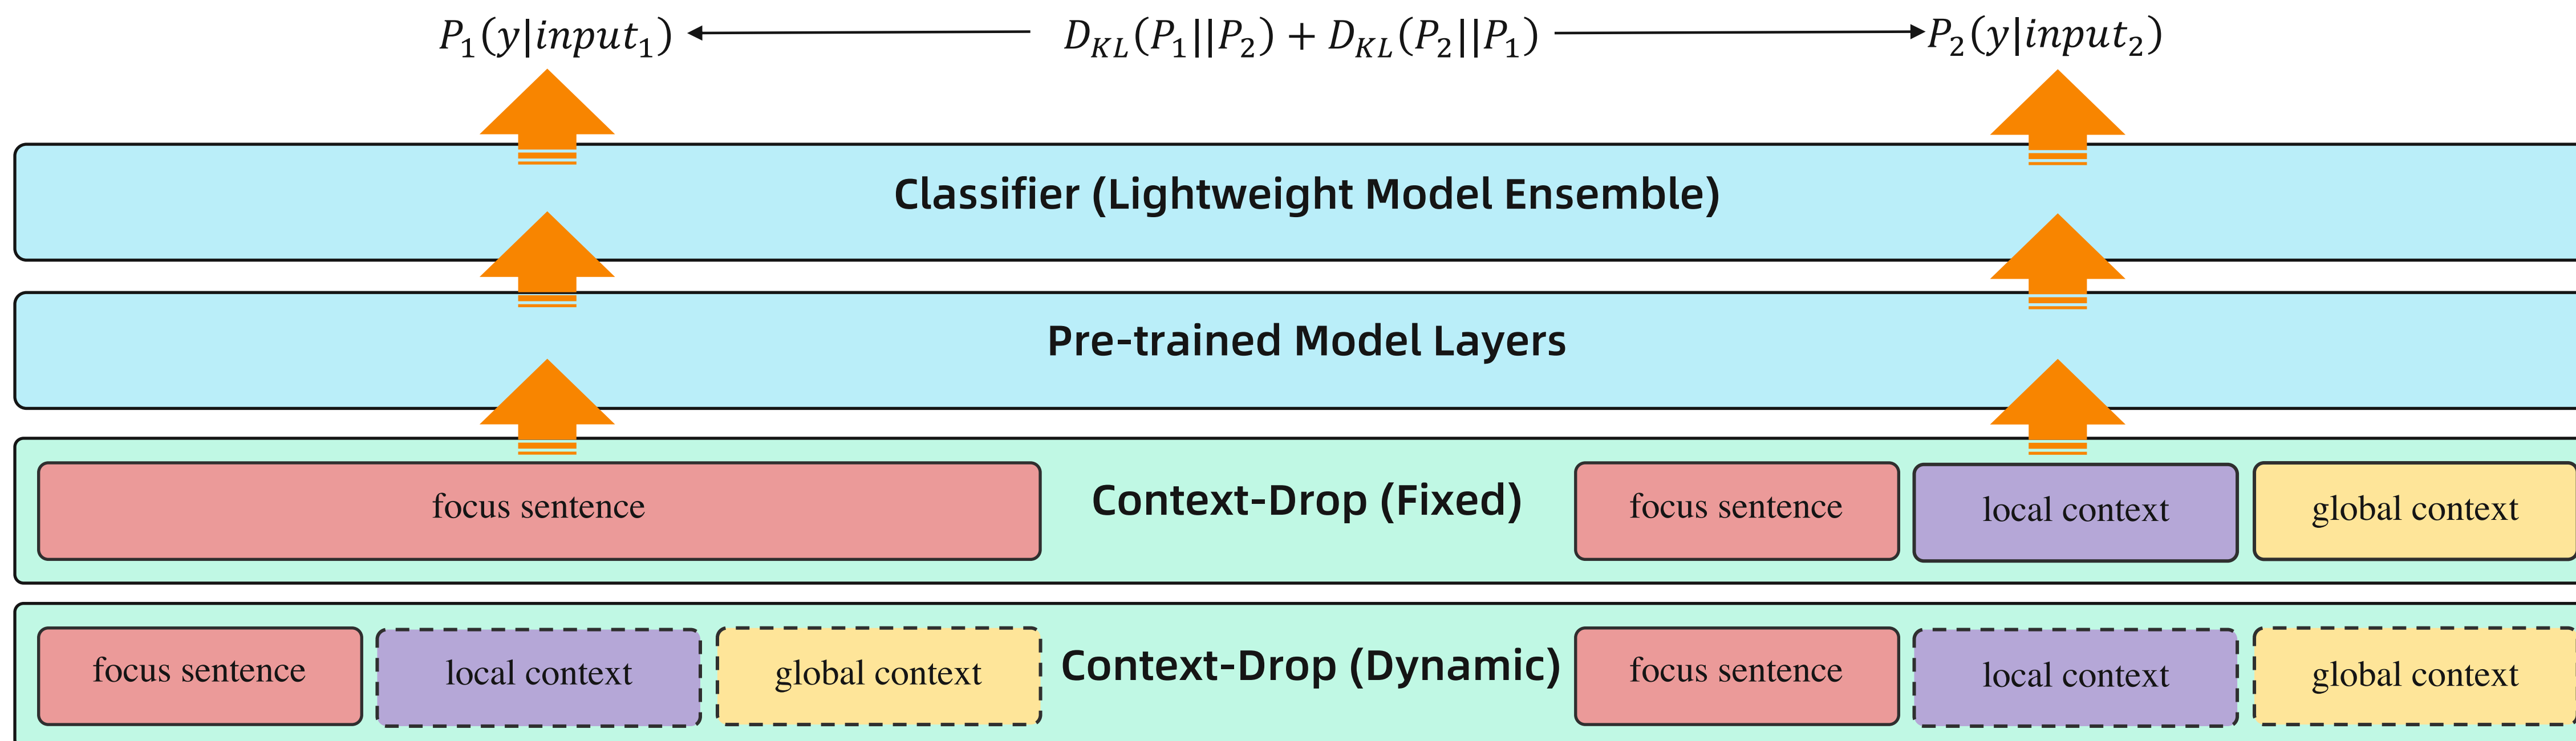 P₁(y|input₁) D_KL(P₁||P₂) + D_KL(P₂||P₁) P₂(y|input₂)
Classifier (Lightweight Model Ensemble)
Pre-trained Model Layers
focus sentence Context-Drop (Fixed) focus sentence local context global context
focus sentence local context global context Context-Drop (Dynamic) focus sentence local context global context